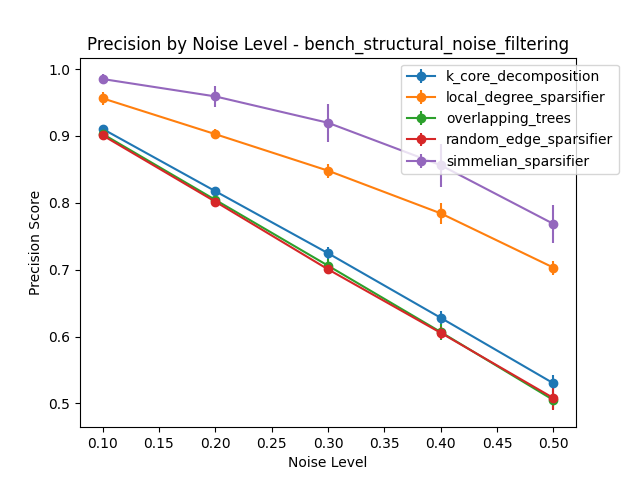 Precision by Noise Level - bench_structural_noise_filtering
1.0
0.9
0.8
0.7
0.6
0.5
Precision Score
k_core_decomposition
local_degree_sparsifier
overlapping_trees
random_edge_sparsifier
simmelian_sparsifier
0.10 0.15 0.20 0.25 0.30 0.35 0.40 0.45 0.50
Noise Level